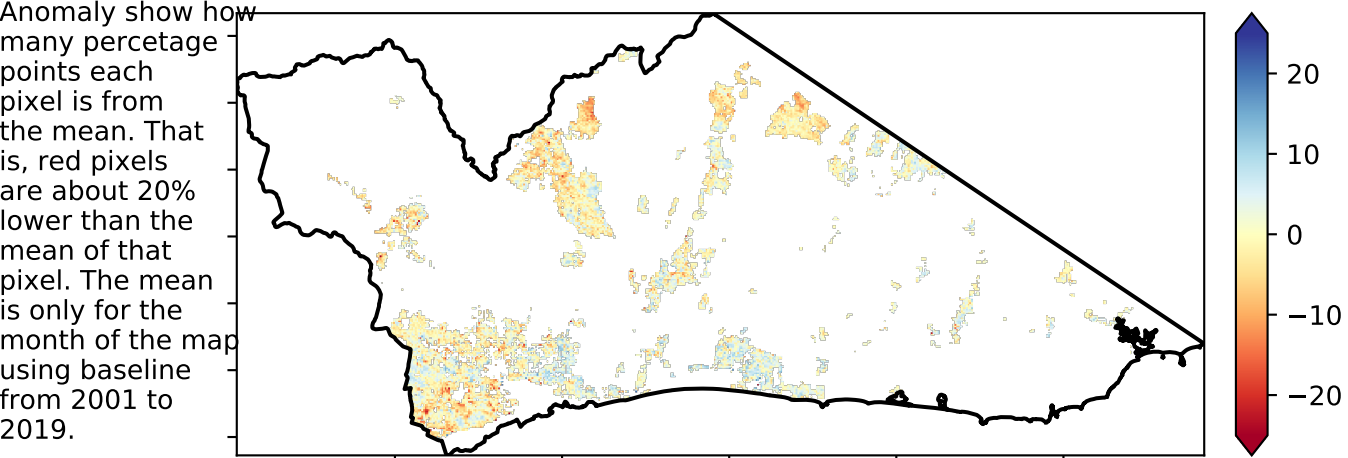 Anomaly show how
many percetage
points each
pixel is from
the mean. That
is, red pixels
are about 20%
lower than the
mean of that
pixel. The mean
is only for the
month of the map
using baseline
from 2001 to
2019.
20
10
0
−10
−20